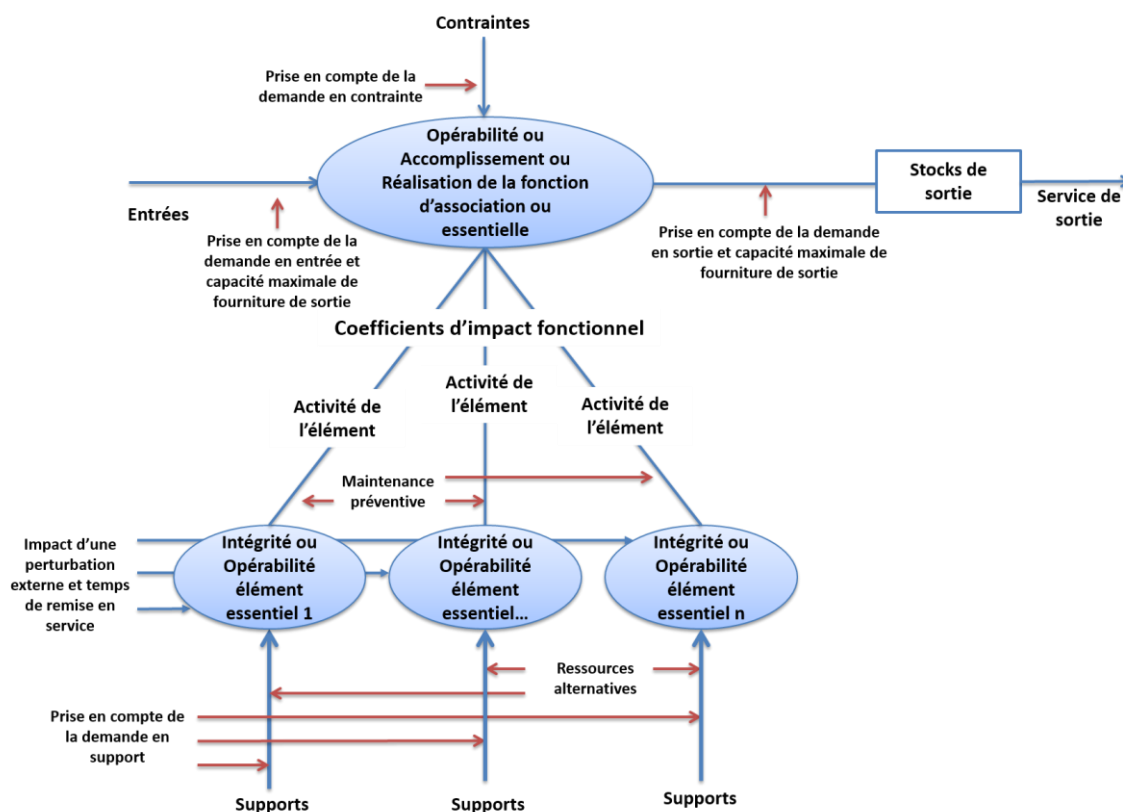 Contraintes
Prise en compte de la
demande en contrainte
Opérabilité ou
Accomplissement ou
Réalisation de la fonction
d’association ou
essentielle
Entrées
Prise en compte de la
demande en entrée et
capacité maximale de
fourniture de sortie
Prise en compte de la demande
en sortie et capacité maximale de
fourniture de sortie
Stocks de
sortie
Service de
sortie
Coefficients d’impact fonctionnel
Activité de
l’élément
Activité de
l’élément
Activité de
l’élément
Maintenance
préventive
Impact d’une
perturbation
externe et temps
de remise en
service
Intégrité ou
Opérabilité
élément
essentiel 1
Intégrité ou
Opérabilité
élément
essentiel...
Intégrité ou
Opérabilité
élément
essentiel n
Ressources
alternatives
Prise en compte de
la demande en
support
Supports
Supports
Supports